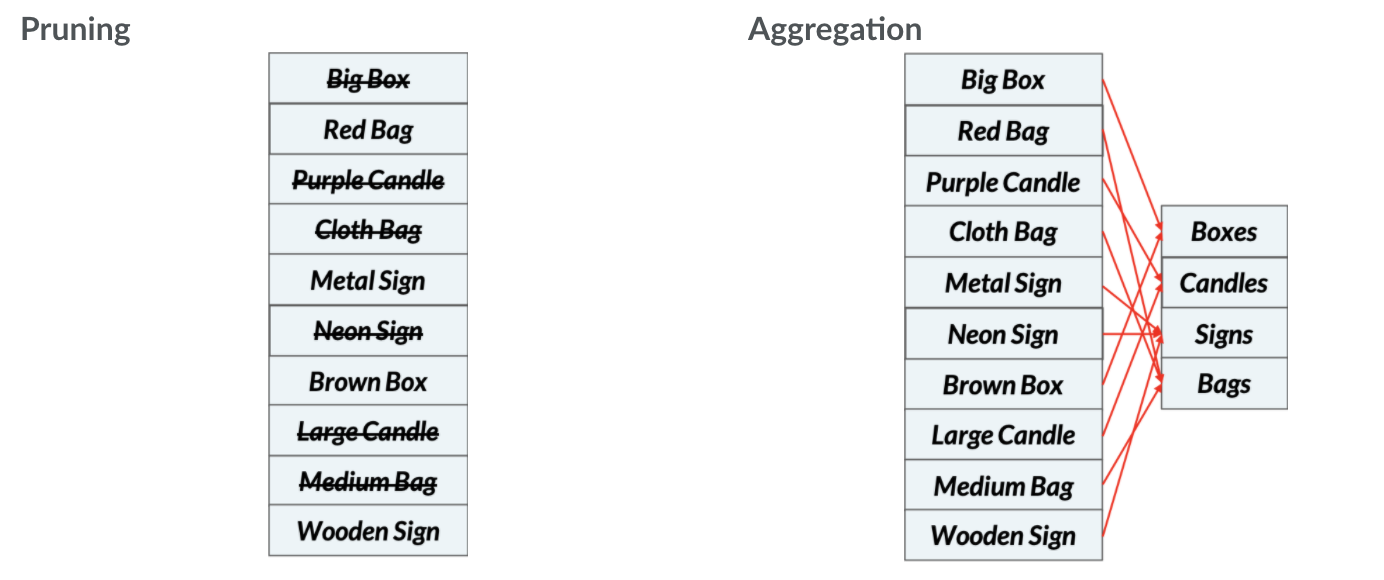 Pruning
Big Box
Red Bag
Purple Candle
Cloth Bag
Metal Sign
Neon Sign
Brown Box
Large Candle
Medium Bag
Wooden Sign
Aggregation
Big Box
Red Bag
Purple Candle
Cloth Bag
Metal Sign
Neon Sign
Brown Box
Large Candle
Medium Bag
Wooden Sign
Boxes
Candles
Signs
Bags